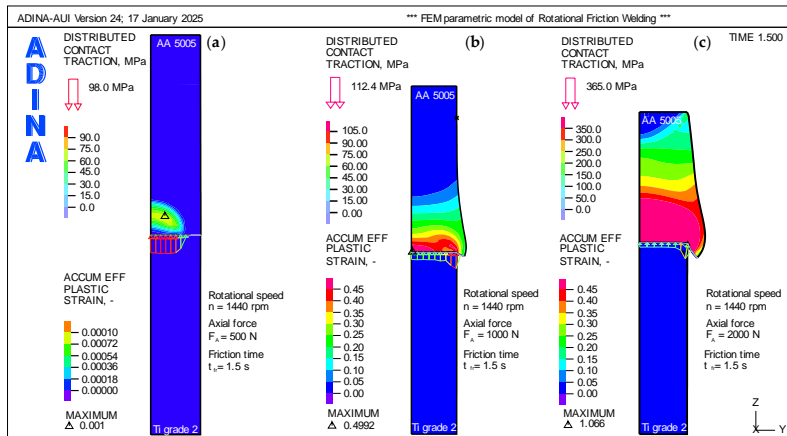 ADINA-AUI Version 24; 17 January 2025
*** FEM parametric model of Rotational Friction Welding ***
ADINA
DISTRIBUTED
CONTACT
TRACTION, MPa
98.0 MPa
90.0
75.0
60.0
45.0
30.0
15.0
0.0
ACCUM EFF
PLASTIC
STRAIN, -
0.00010
0.00072
0.00054
0.00036
0.00018
0.00000
MAXIMUM
△ 0.001
(a)
AA 5005
Ti grade 2
Rotational speed
n = 1440 rpm
Axial force
F_A = 500 N
Friction time
t_fr = 1.5 s
DISTRIBUTED
CONTACT
TRACTION, MPa
112.4 MPa
105.0
90.00
75.00
60.00
45.00
30.00
15.00
0.00
ACCUM EFF
PLASTIC
STRAIN, -
0.45
0.40
0.35
0.30
0.25
0.20
0.15
0.10
0.05
0.00
MAXIMUM
△ 0.4992
(b)
AA 5005
Rotational speed
n = 1440 rpm
Axial force
F_A = 1000 N
Friction time
t_fr = 1.5 s
DISTRIBUTED
CONTACT
TRACTION, MPa
365.0 MPa
350.0
300.0
250.0
200.0
150.0
100.0
50.0
0.0
ACCUM EFF
PLASTIC
STRAIN, -
0.45
0.40
0.35
0.30
0.25
0.20
0.15
0.10
0.05
0.00
MAXIMUM
△ 1.066
(c)
TIME 1.500
AA 5005
Ti grade 2
Rotational speed
n = 1440 rpm
Axial force
F_A = 2000 N
Friction time
t_fr = 1.5 s
Z
X
Y